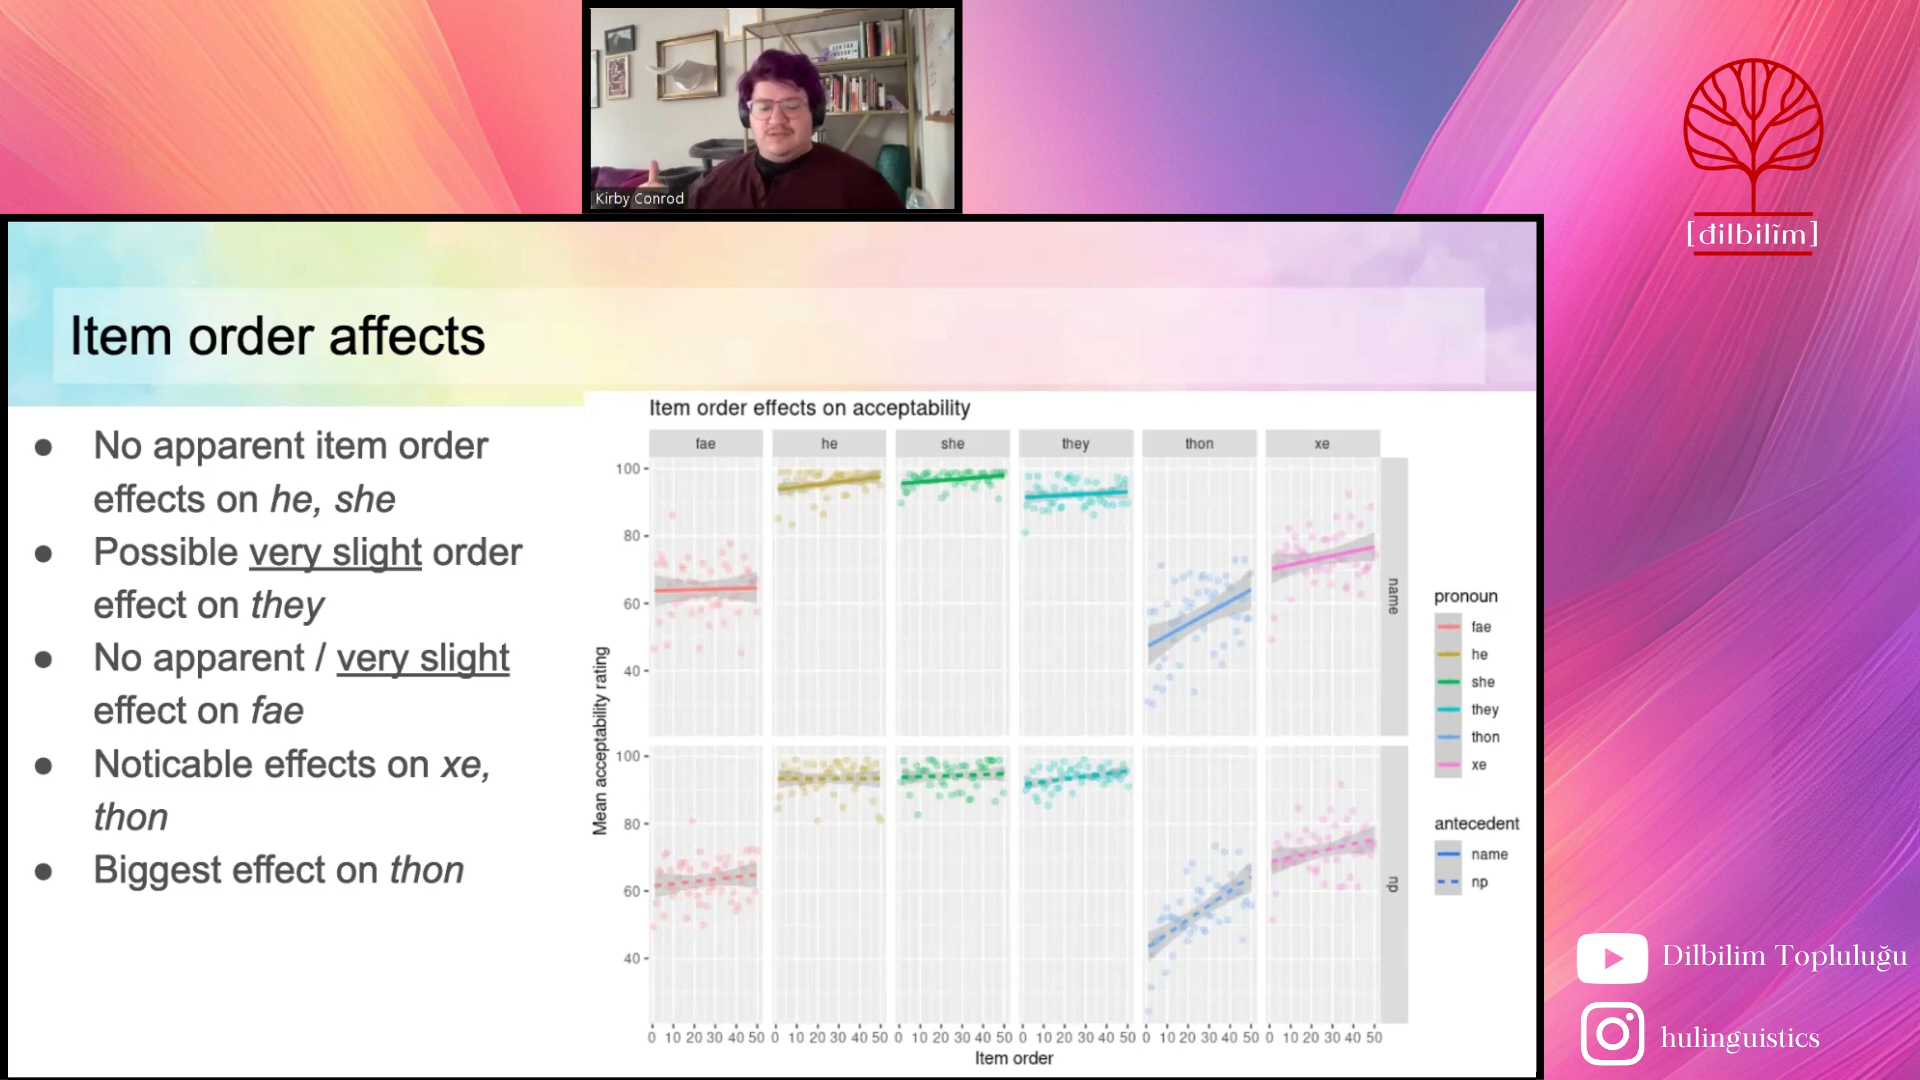 Kirby Conrod
[đilbilĩm]
Item order affects
● No apparent item order
effects on he, she
● Possible very slight order
effect on they
● No apparent / very slight
effect on fae
● Noticable effects on xe,
thon
● Biggest effect on thon
Item order effects on acceptability
fae he she they thon xe
100
80
60
40
name
100
80
60
40
np
Mean acceptability rating
0 10 20 30 40 50 0 10 20 30 40 50 0 10 20 30 40 50 0 10 20 30 40 50 0 10 20 30 40 50 0 10 20 30 40 50
Item order
pronoun
fae
he
she
they
thon
xe
antecedent
name
np
Dilbilim Topluluğu
hulinguistics